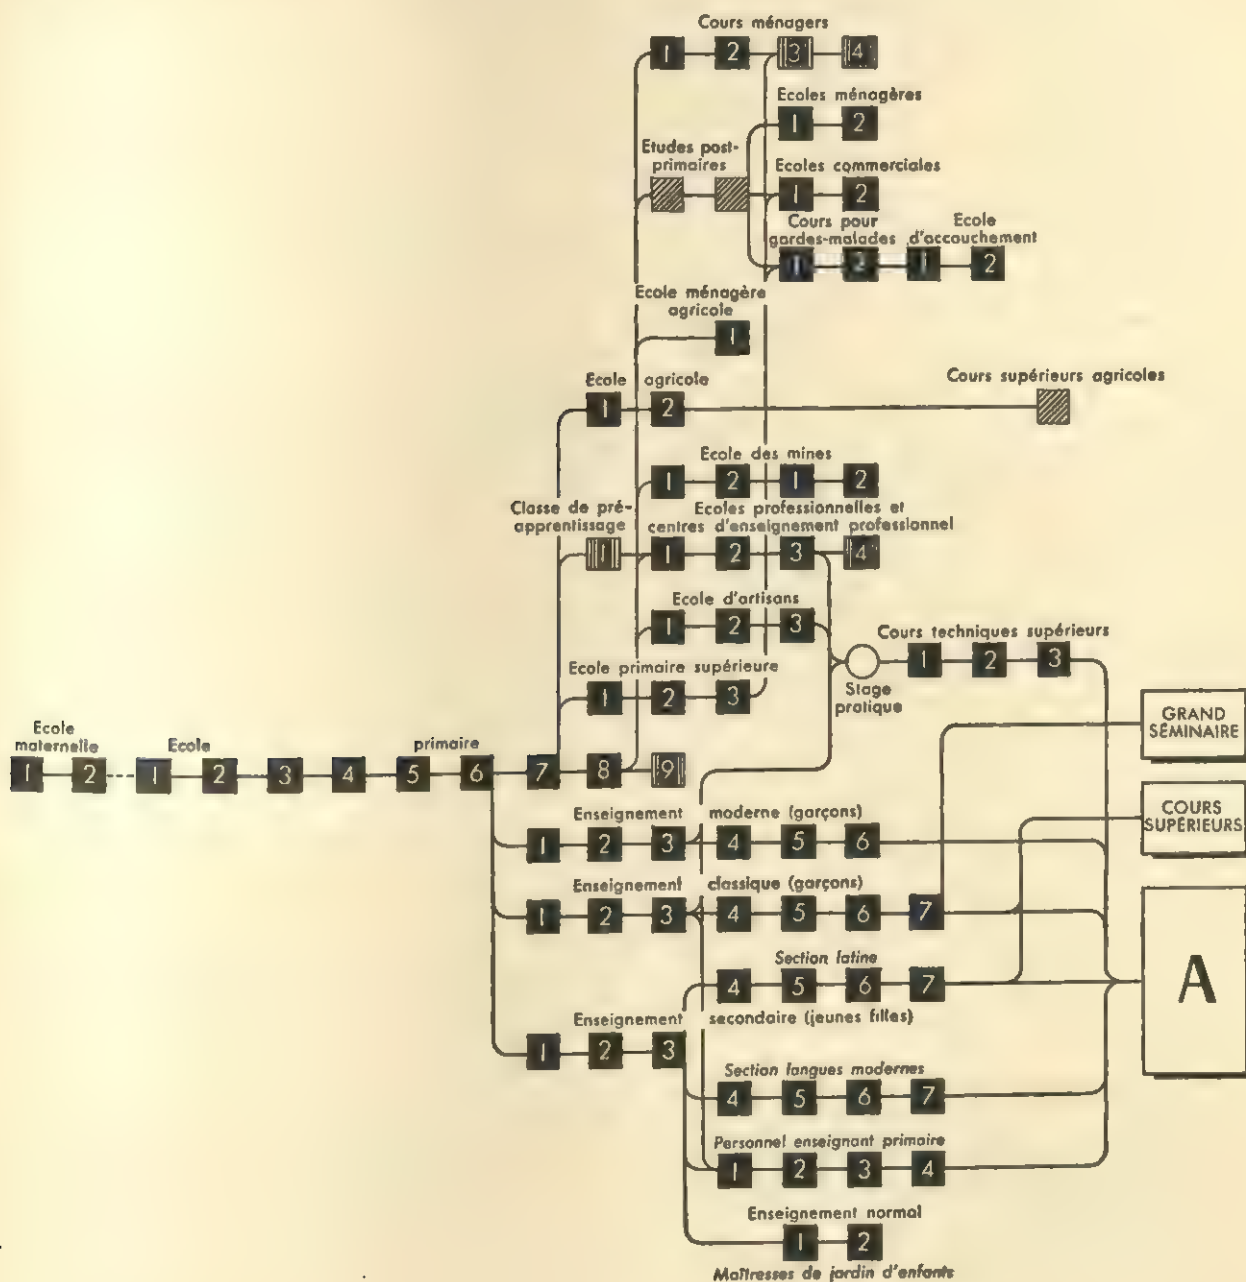 Cours ménagers
1 2 3 4
Ecoles ménagères
1 2
Etudes post-
primaires
Ecoles commerciales
1 2
Cours pour
gardes-malades
Ecole
d'accouchement
1 2 1 2
Ecole ménagère
agricole
1
Ecole agricole
1 2
Cours supérieurs agricoles
Ecole des mines
1 2 1 2
Classe de pré-
apprentissage
Ecoles professionnelles et
centres d'enseignement professionnel
1 1 2 3 4
Ecole d'artisans
1 2 3
Cours techniques supérieurs
1 2 3
Stage
pratique
Ecole primaire supérieure
1 2 3
GRAND
SÉMINAIRE
Ecole
maternelle
Ecole primaire
1 2 1 2 3 4 5 6 7 8 9
COURS
SUPÉRIEURS
Enseignement moderne (garçons)
1 2 3 4 5 6
Enseignement classique (garçons)
1 2 3 4 5 6 7
A
Section latine
4 5 6 7
Enseignement secondaire (jeunes filles)
1 2 3
Section langues modernes
4 5 6 7
Personnel enseignant primaire
1 2 3 4
Enseignement normal
1 2
Maîtresses de jardin d'enfants